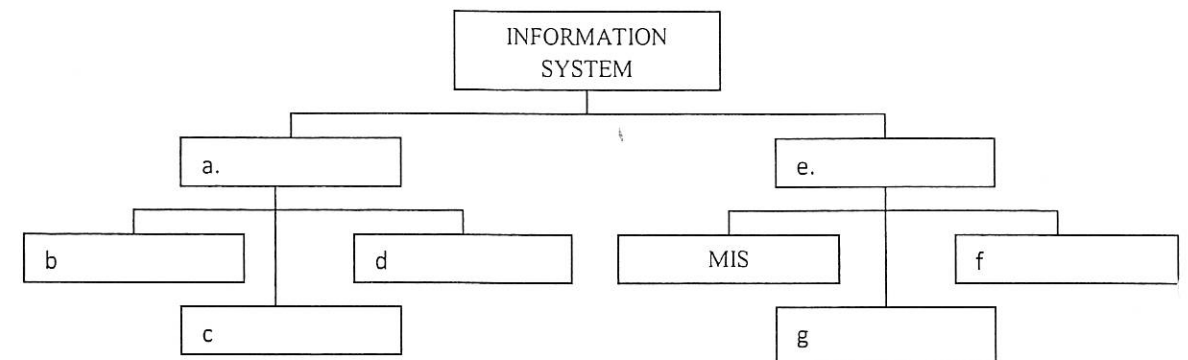 INFORMATION
SYSTEM
a.
e.
b
d
MIS
f
c
g